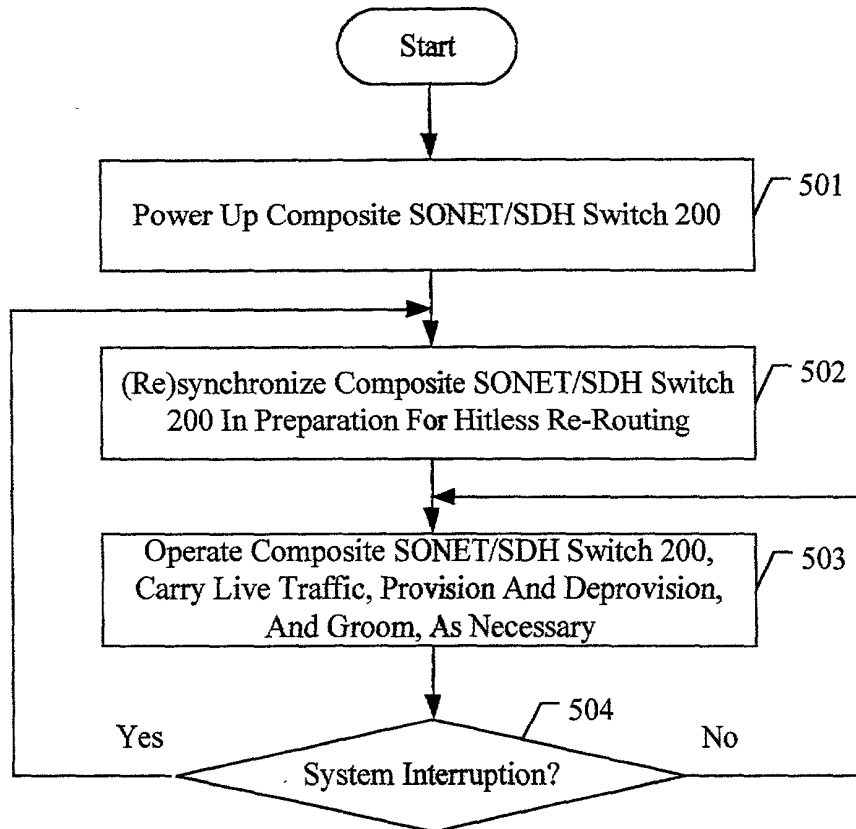 Start
Power Up Composite SONET/SDH Switch 200
501
(Re)synchronize Composite SONET/SDH Switch
200 In Preparation For Hitless Re-Routing
502
Operate Composite SONET/SDH Switch 200,
Carry Live Traffic, Provision And Deprovision,
And Groom, As Necessary
503
504
Yes
No
System Interruption?